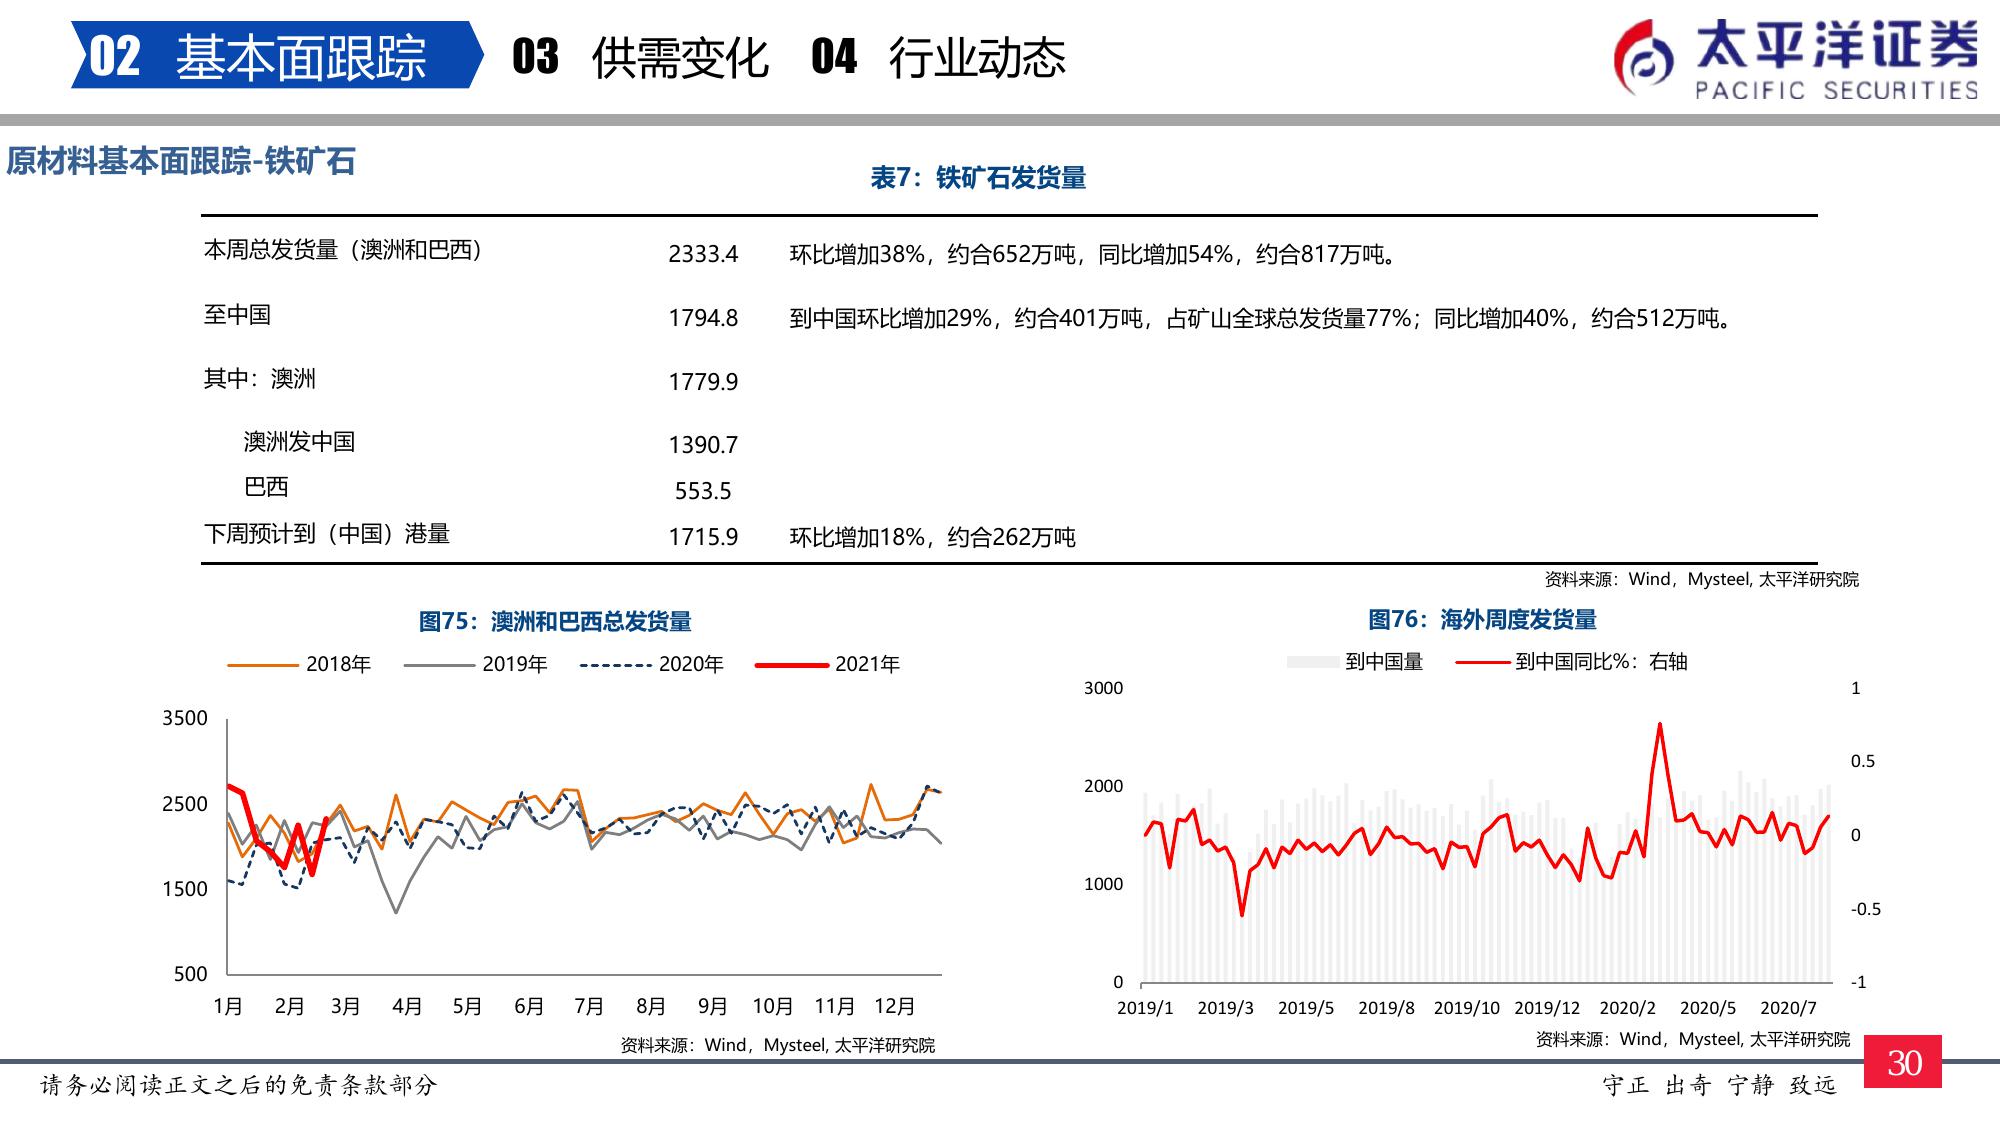 02 基本面跟踪 03 供需变化 04 行业动态
太平洋证券
PACIFIC SECURITIES
原材料基本面跟踪-铁矿石
表7：铁矿石发货量
本周总发货量（澳洲和巴西） 2333.4 环比增加38%，约合652万吨，同比增加54%，约合817万吨。
至中国 1794.8 到中国环比增加29%，约合401万吨，占矿山全球总发货量77%；同比增加40%，约合512万吨。
其中：澳洲 1779.9
澳洲发中国 1390.7
巴西 553.5
下周预计到（中国）港量 1715.9 环比增加18%，约合262万吨
资料来源：Wind，Mysteel, 太平洋研究院
图75：澳洲和巴西总发货量
2018年 2019年 2020年 2021年
3500
2500
1500
500
1月 2月 3月 4月 5月 6月 7月 8月 9月 10月 11月 12月
资料来源：Wind，Mysteel, 太平洋研究院
图76：海外周度发货量
到中国量 到中国同比%：右轴
3000 1
0.5
2000
0
1000
-0.5
0 -1
2019/1 2019/3 2019/5 2019/8 2019/10 2019/12 2020/2 2020/5 2020/7
资料来源：Wind，Mysteel, 太平洋研究院
30
请务必阅读正文之后的免责条款部分
守正 出奇 宁静 致远